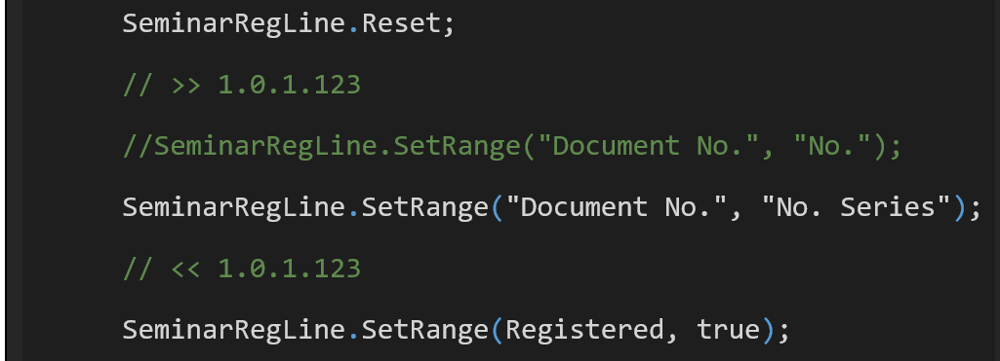 SeminarRegLine.Reset;
// >> 1.0.1.123
//SeminarRegLine.SetRange("Document No.", "No.");
SeminarRegLine.SetRange("Document No.", "No. Series");
// << 1.0.1.123
SeminarRegLine.SetRange(Registered, true);